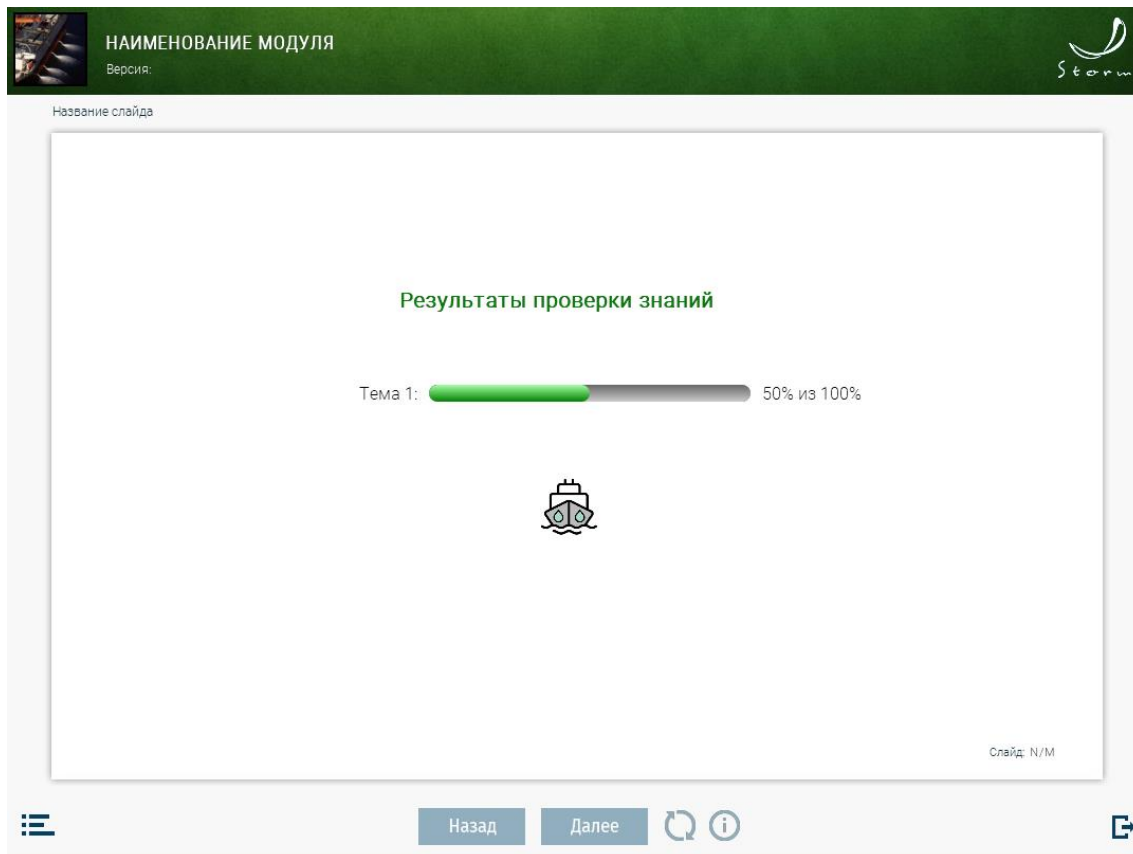 НАИМЕНОВАНИЕ МОДУЛЯ
Версия:
Storm
Название слайда
Результаты проверки знаний
Тема 1: 50% из 100%
Слайд: N/M
Назад Далее